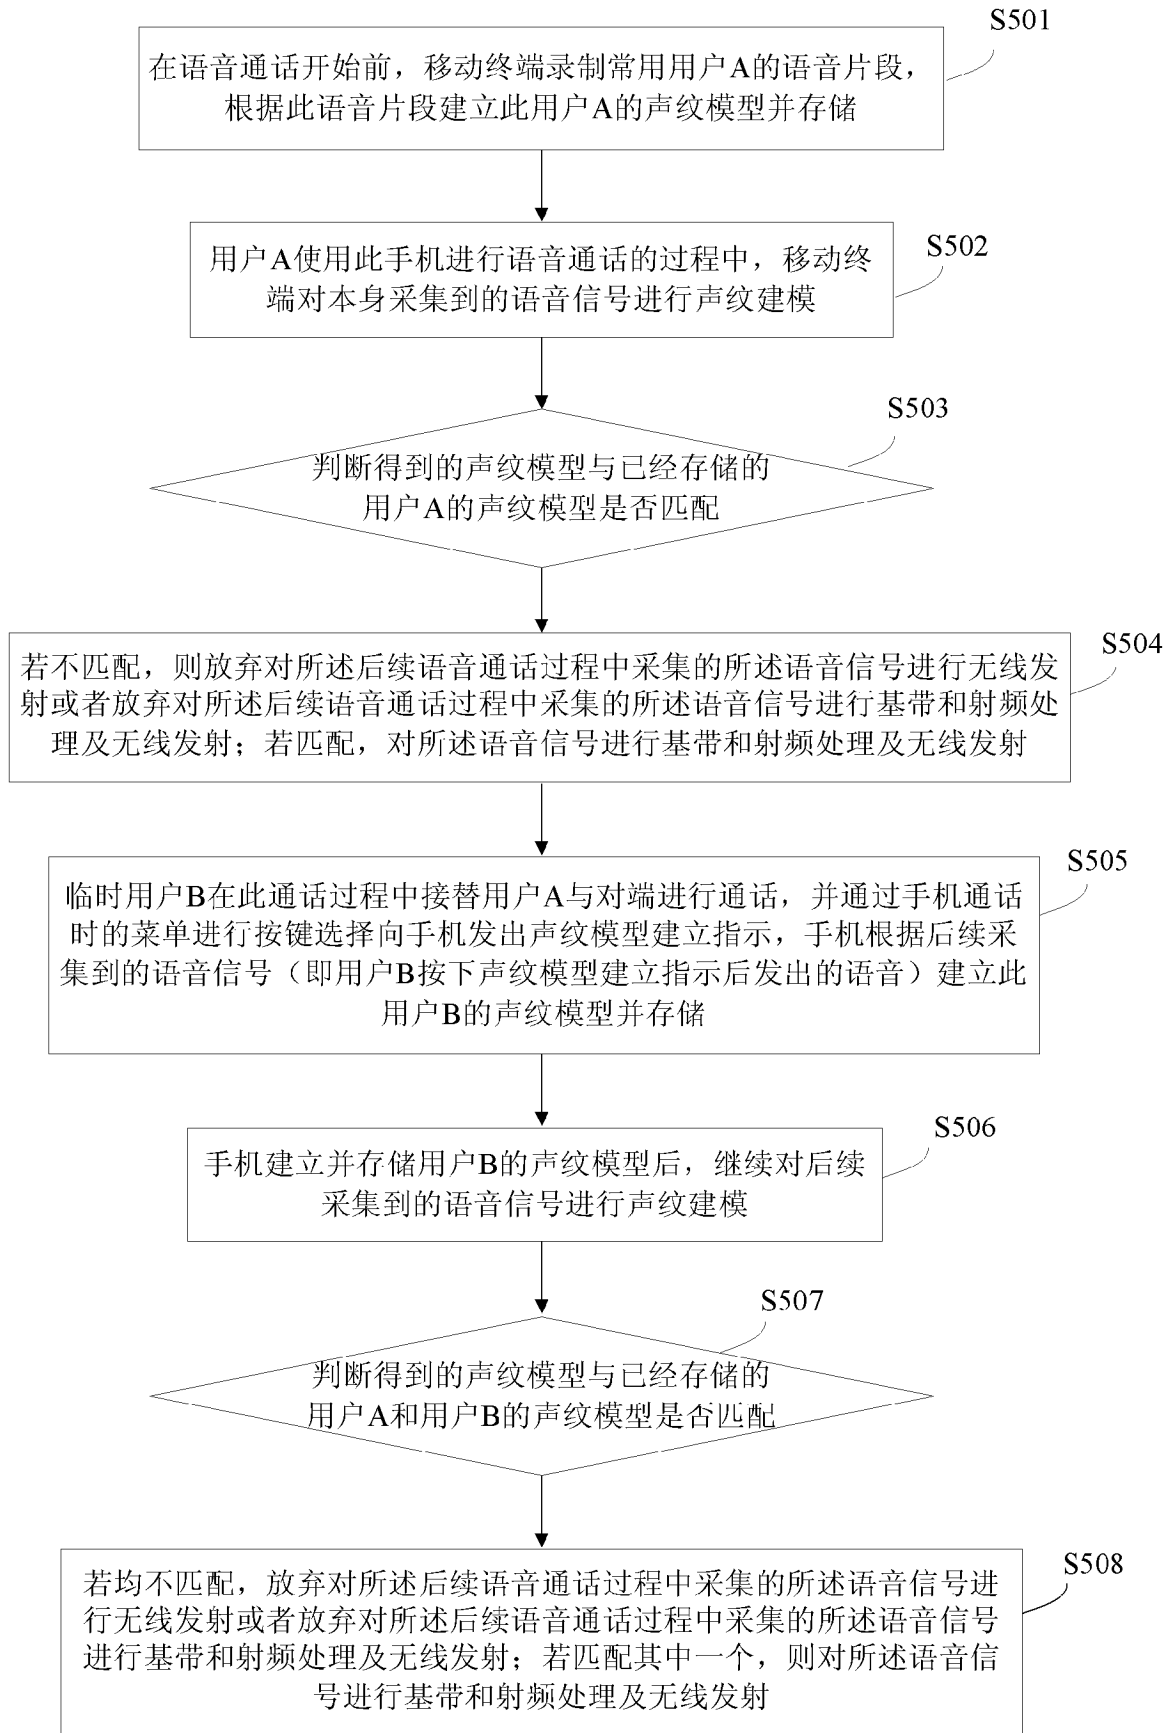 S501
在语音通话开始前，移动终端录制常用用户A的语音片段，
根据此语音片段建立此用户A的声纹模型并存储
S502
用户A使用此手机进行语音通话的过程中，移动终
端对本身采集到的语音信号进行声纹建模
S503
判断得到的声纹模型与已经存储的
用户A的声纹模型是否匹配
S504
若不匹配，则放弃对所述后续语音通话过程中采集的所述语音信号进行无线发
射或者放弃对所述后续语音通话过程中采集的所述语音信号进行基带和射频处
理及无线发射；若匹配，对所述语音信号进行基带和射频处理及无线发射
S505
临时用户B在此通话过程中接替用户A与对端进行通话，并通过手机通话
时的菜单进行按键选择向手机发出声纹模型建立指示，手机根据后续采
集到的语音信号（即用户B按下声纹模型建立指示后发出的语音）建立此
用户B的声纹模型并存储
S506
手机建立并存储用户B的声纹模型后，继续对后续
采集到的语音信号进行声纹建模
S507
判断得到的声纹模型与已经存储的
用户A和用户B的声纹模型是否匹配
S508
若均不匹配，放弃对所述后续语音通话过程中采集的所述语音信号进
行无线发射或者放弃对所述后续语音通话过程中采集的所述语音信号
进行基带和射频处理及无线发射；若匹配其中一个，则对所述语音信
号进行基带和射频处理及无线发射